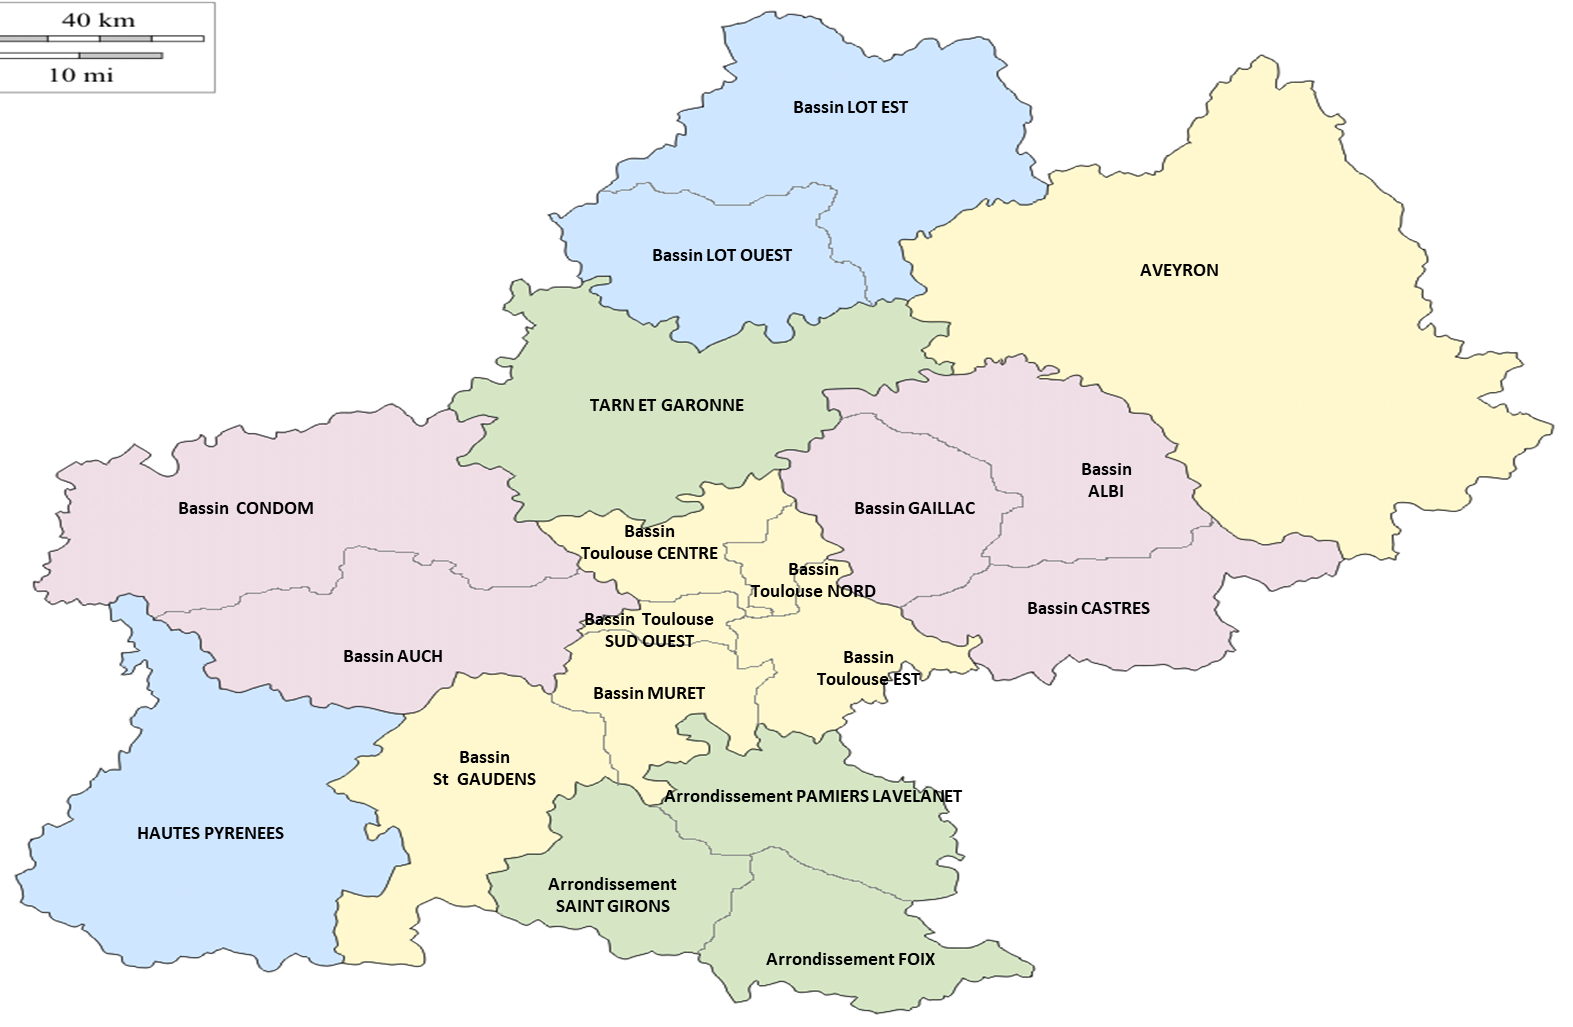 40 km
10 mi
Bassin LOT EST
Bassin LOT OUEST
AVEYRON
TARN ET GARONNE
Bassin
ALBI
Bassin CONDOM
Bassin GAILLAC
Bassin
Toulouse CENTRE
Bassin
Toulouse NORD
Bassin CASTRES
Bassin Toulouse
SUD OUEST
Bassin AUCH
Bassin
Toulouse EST
Bassin MURET
Bassin
St GAUDENS
Arrondissement PAMIERS LAVELANET
HAUTES PYRENEES
Arrondissement
SAINT GIRONS
Arrondissement FOIX